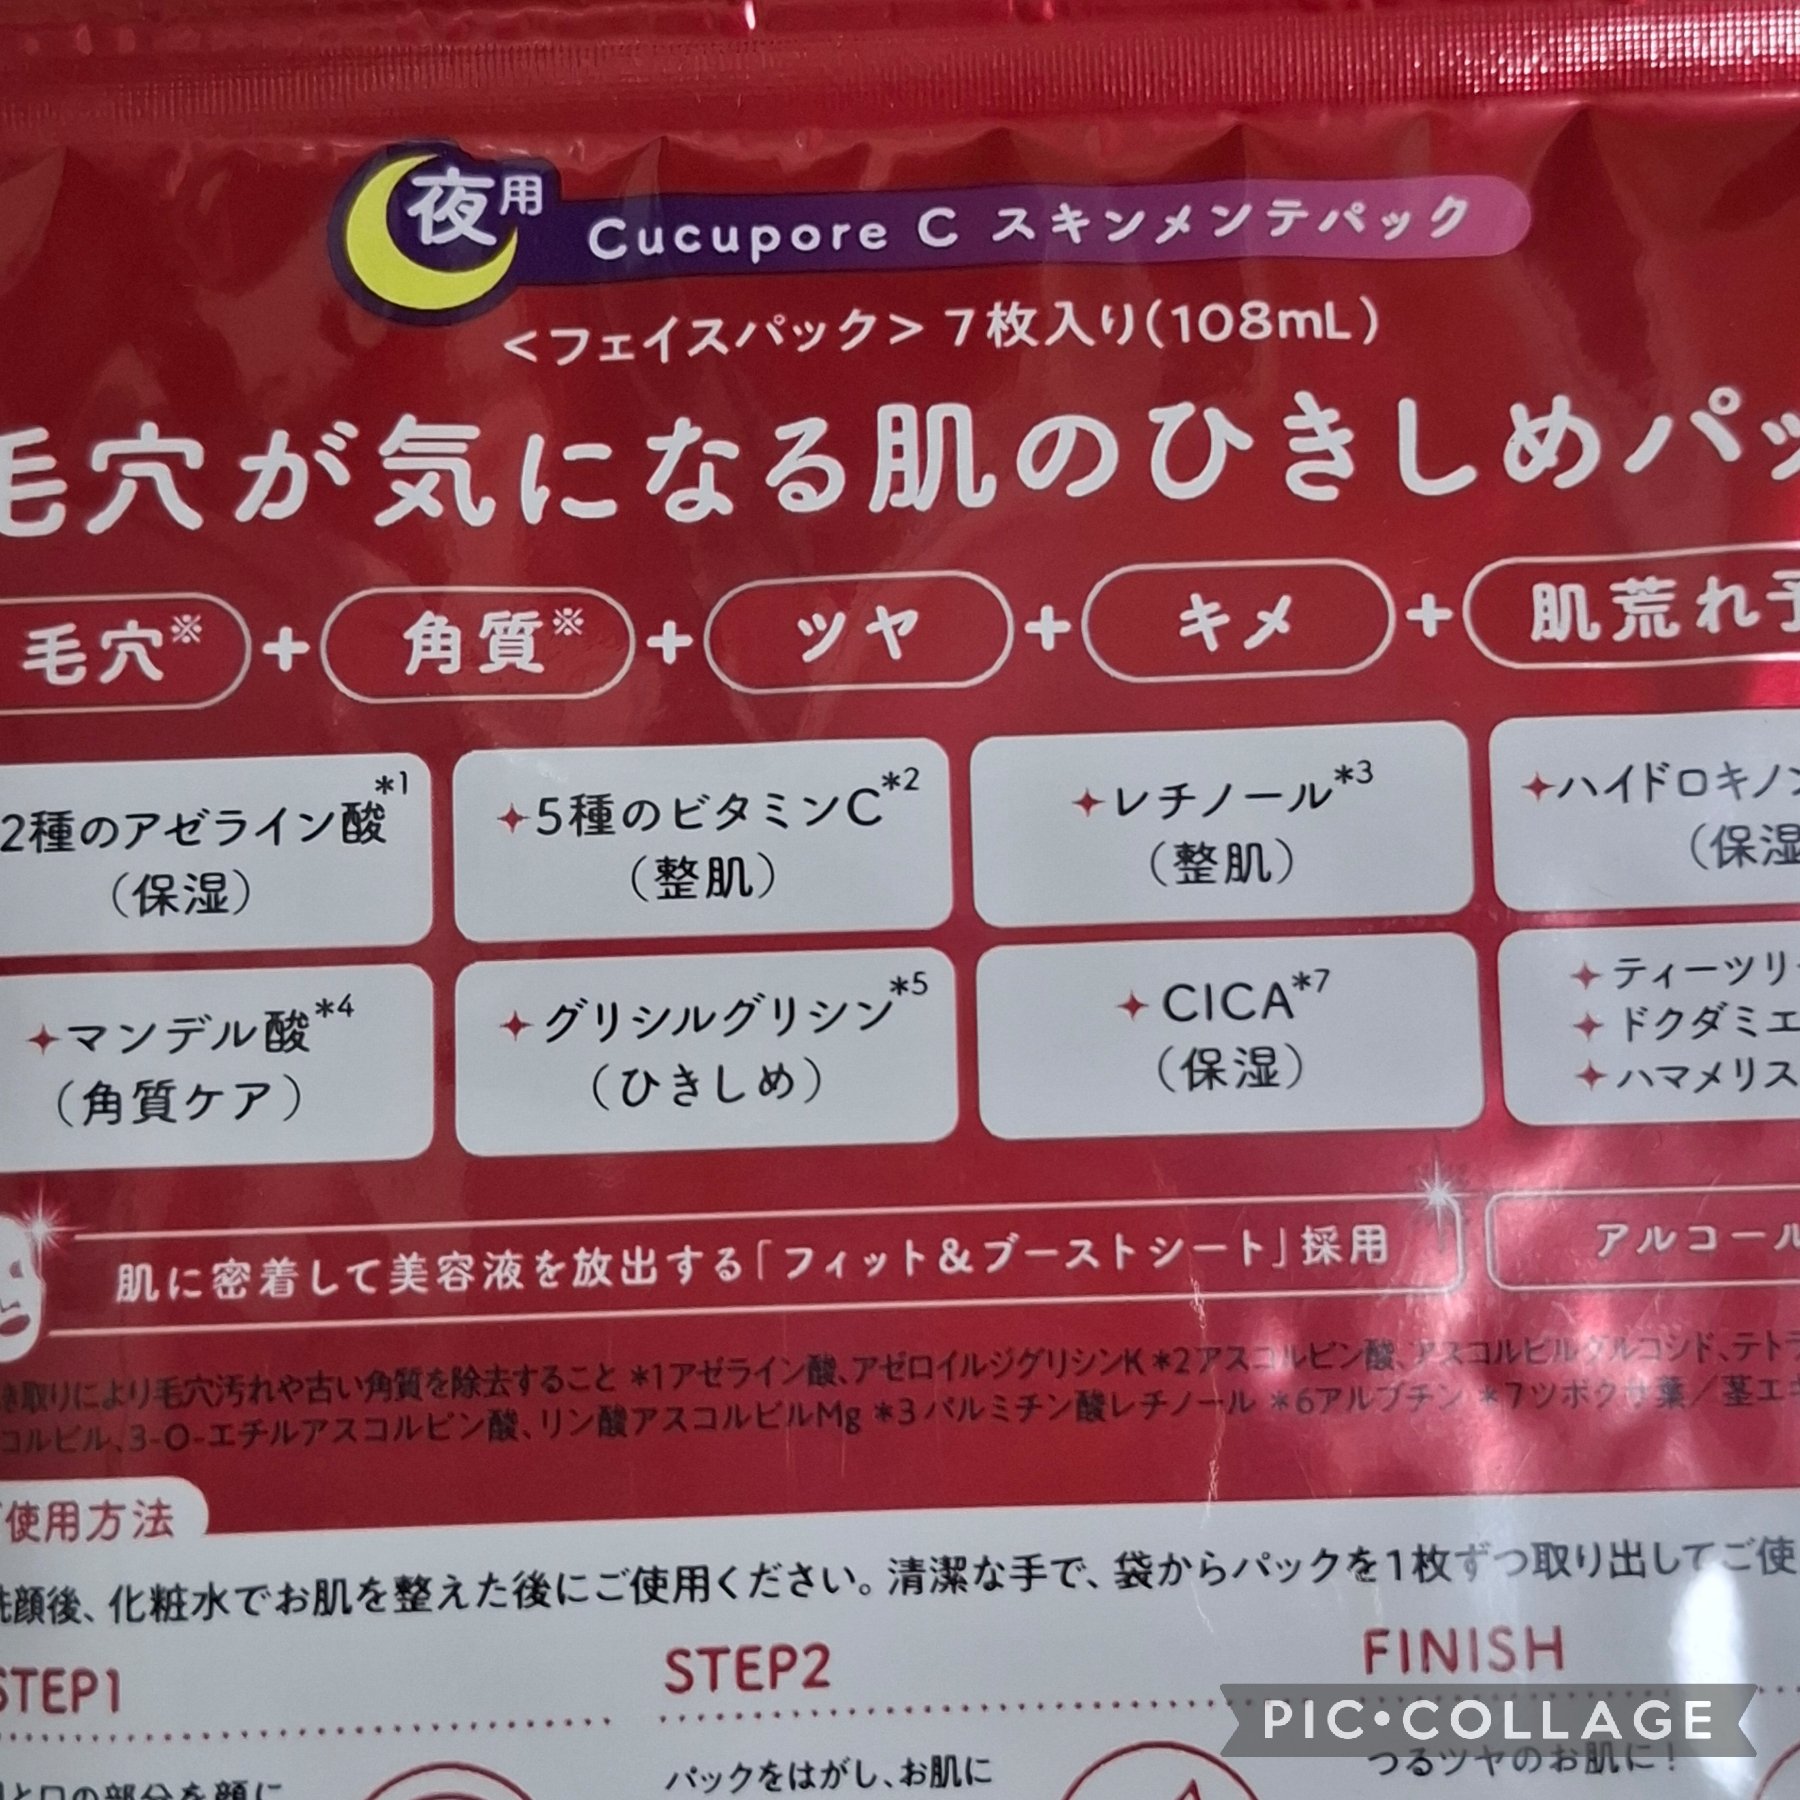 夜用 Cucupore C スキンメンテパック
<フェイスパック> 7枚入り(108mL)
毛穴が気になる肌のひきしめパッ
毛穴※ + 角質※ + ツヤ + キメ + 肌荒れ予
2種のアゼライン酸*1
(保湿)
5種のビタミンC*2
(整肌)
レチノール*3
(整肌)
ハイドロキノン
(保湿
マンデル酸*4
(角質ケア)
グリシルグリシン*5
(ひきしめ)
CICA*7
(保湿)
ティーツリ
ドクダミエ
ハマメリス
肌に密着して美容液を放出する「フィット&ブーストシート」採用
アルコール
き取りにより毛穴汚れや古い角質を除去すること *1アゼライン酸、アゼロイルジグリシンK *2アスコルビン酸、アスコルビルグルコシド、テトラ
コルビル、3-O-エチルアスコルビン酸、リン酸アスコルビルMg *3パルミチン酸レチノール *6アルブチン *7ツボクサ葉/茎エキ
使用方法
洗顔後、化粧水でお肌を整えた後にご使用ください。清潔な手で、袋からパックを1枚ずつ取り出してご使
STEP1
STEP2
FINISH
目と口の部分を顔に
パックをはがし、お肌に
つるツヤのお肌に!
PIC•COLLAGE